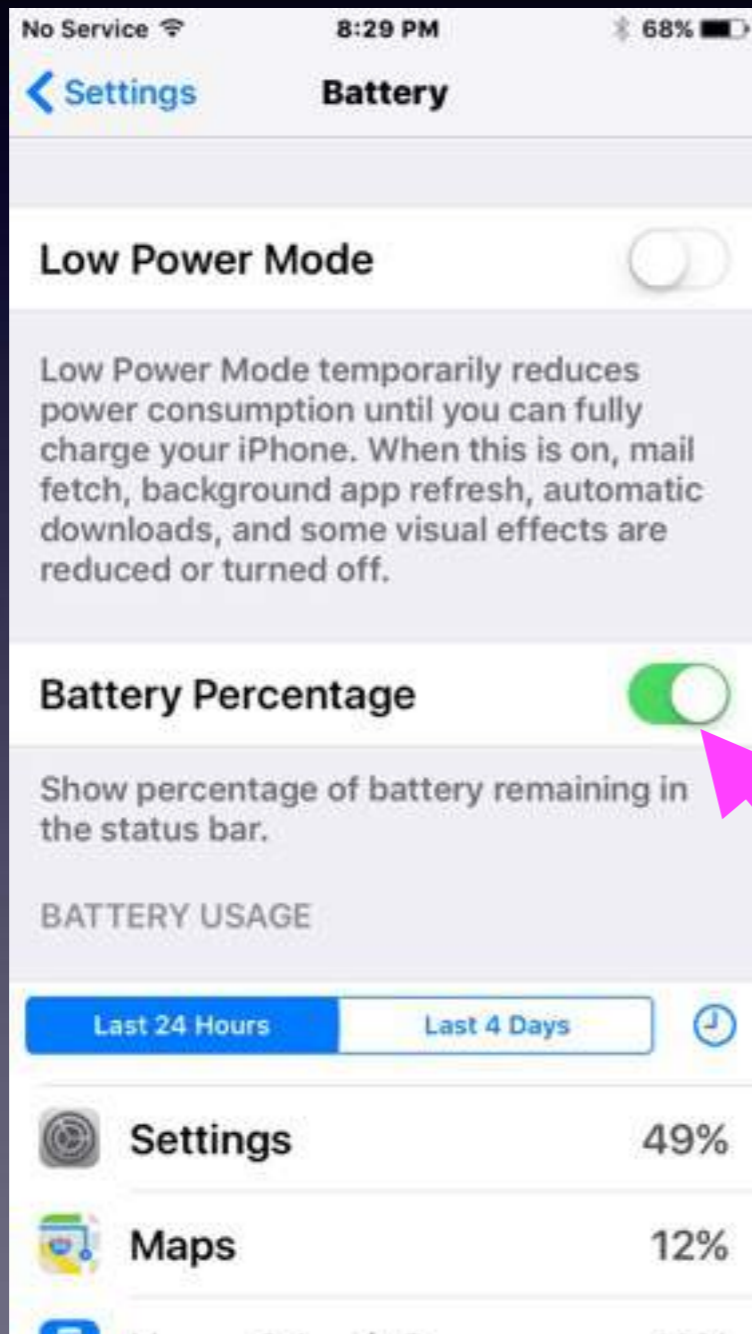 No Service 8:29 PM 68%
Settings Battery
Low Power Mode
Low Power Mode temporarily reduces
power consumption until you can fully
charge your iPhone. When this is on, mail
fetch, background app refresh, automatic
downloads, and some visual effects are
reduced or turned off.
Battery Percentage
Show percentage of battery remaining in
the status bar.
BATTERY USAGE
Last 24 Hours Last 4 Days
Settings 49%
Maps 12%